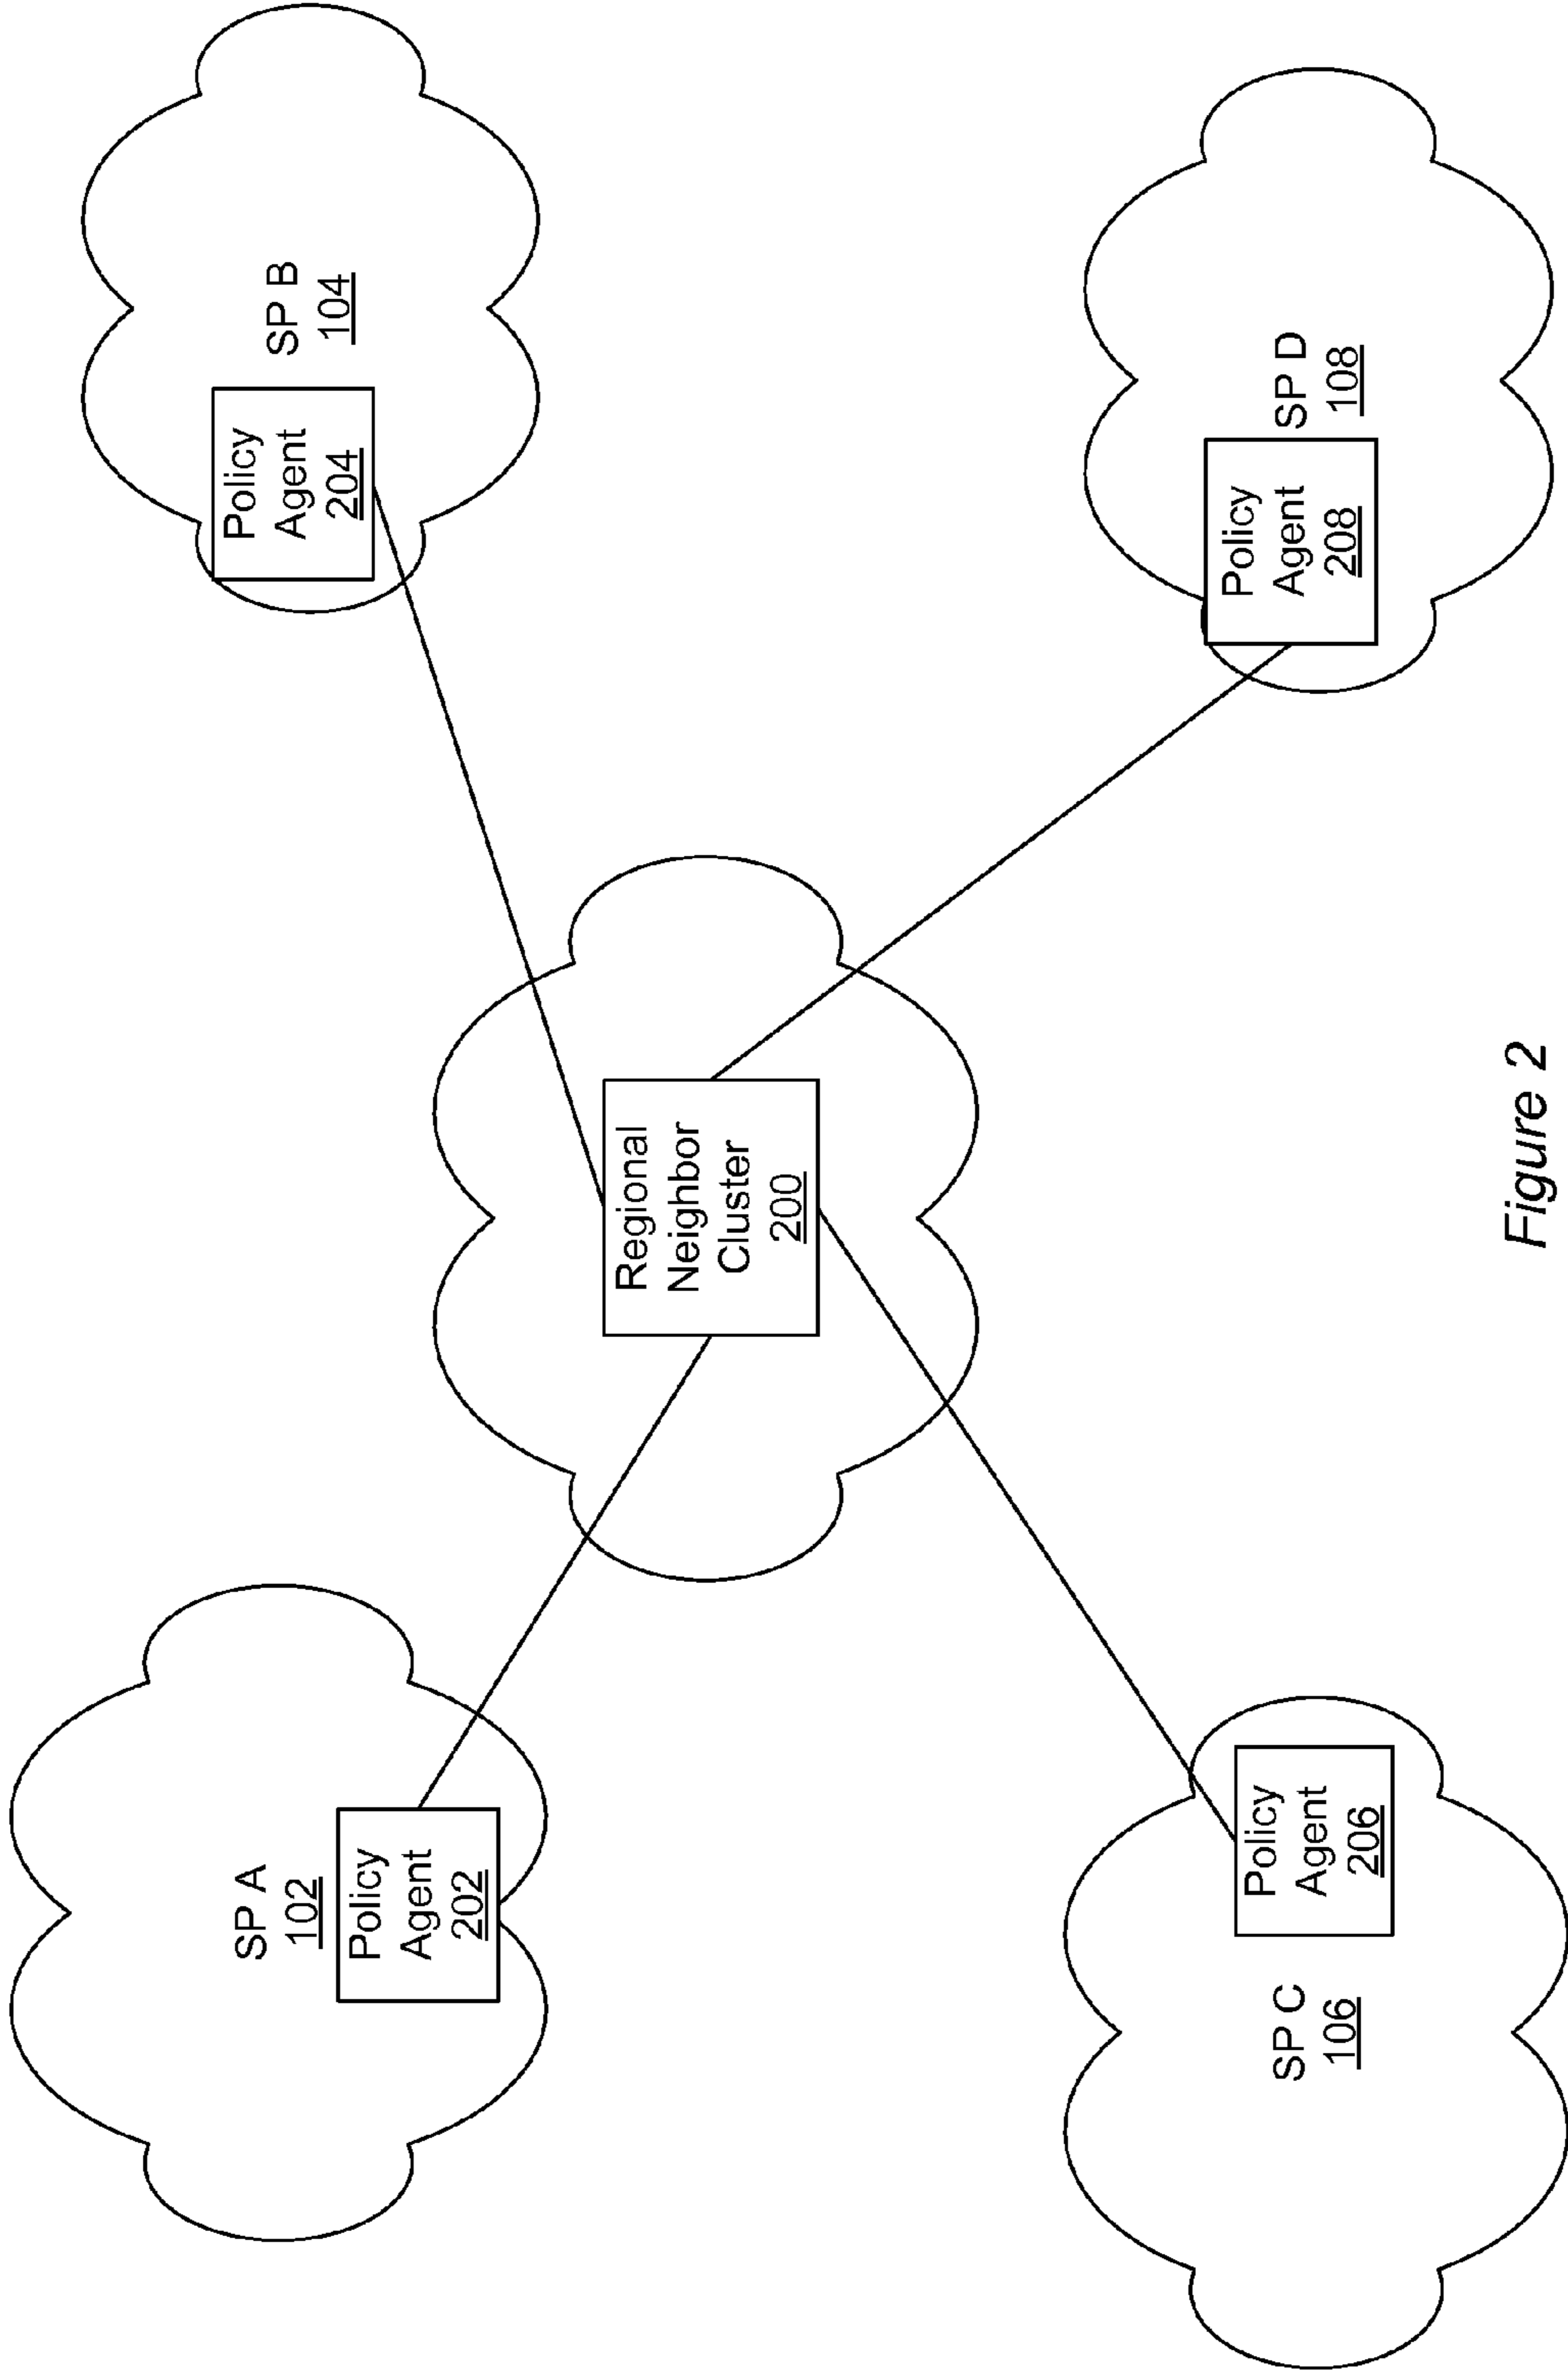 SP A
102
Policy
Agent
202
SP B
104
Policy
Agent
204
Regional
Neighbor
Cluster
200
SP C
106
Policy
Agent
206
SP D
108
Policy
Agent
208
Figure 2